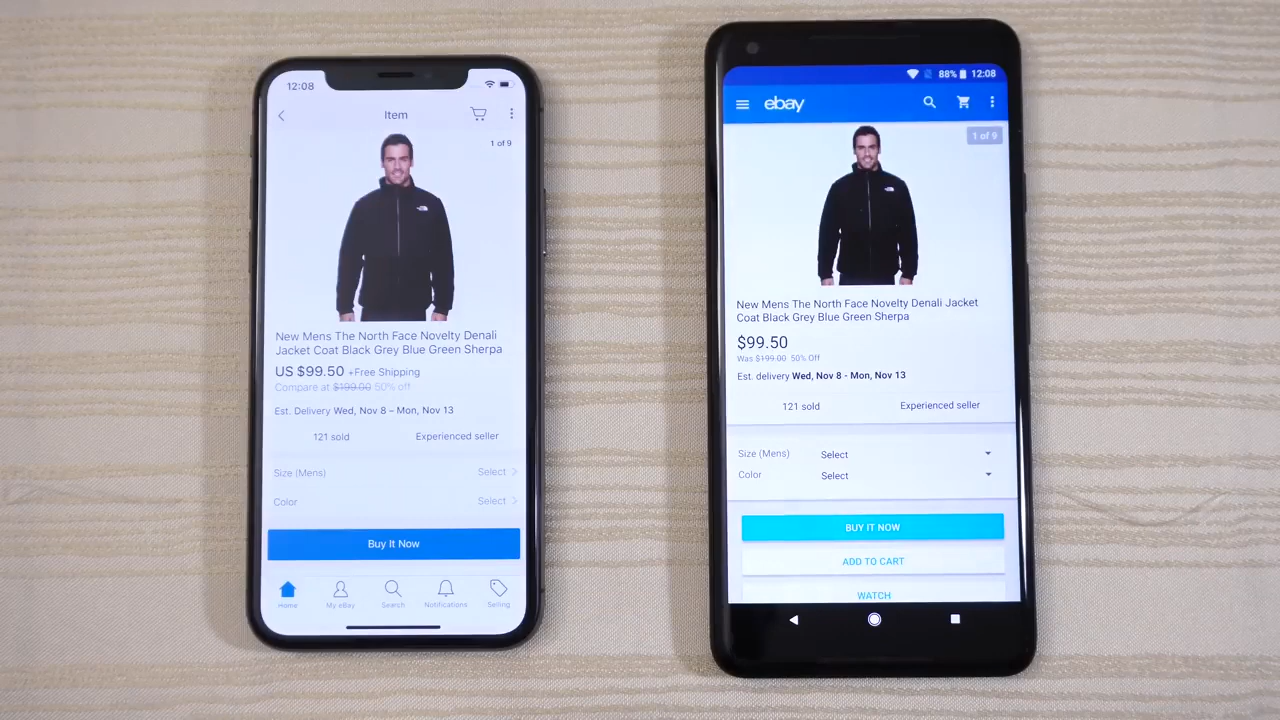 12:08
Item
1 of 9
New Mens The North Face Novelty Denali
Jacket Coat Black Grey Blue Green Sherpa
US $99.50 +Free Shipping
Compare at $199.00 50% off
Est. Delivery Wed, Nov 8 – Mon, Nov 13
121 sold Experienced seller
Size (Mens) Select
Color Select
Buy It Now
Home My eBay Search Notifications Selling
88% 12:08
ebay
1 of 9
New Mens The North Face Novelty Denali Jacket
Coat Black Grey Blue Green Sherpa
$99.50
Was $199.00 50% Off
Est. delivery Wed, Nov 8 - Mon, Nov 13
121 sold Experienced seller
Size (Mens) Select
Color Select
BUY IT NOW
ADD TO CART
WATCH